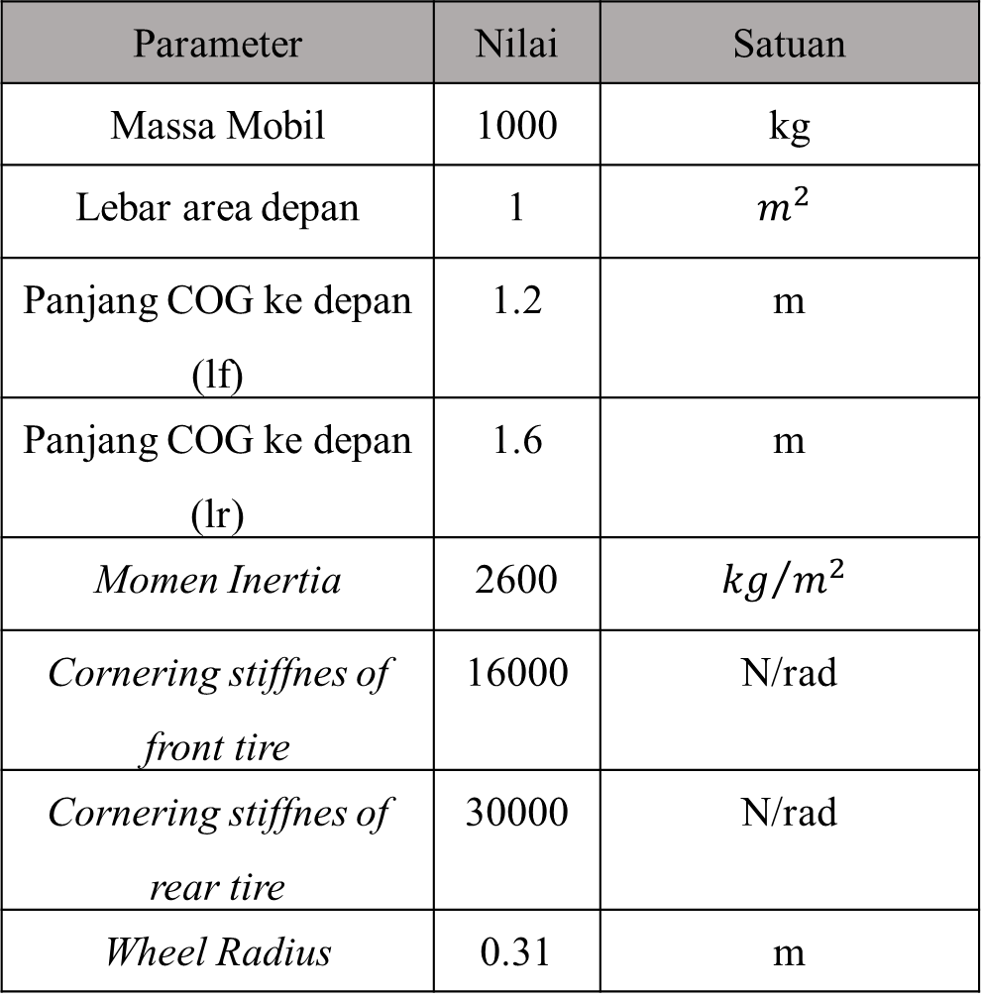 Parameter Nilai Satuan
Massa Mobil 1000 kg
Lebar area depan 1 m²
Panjang COG ke depan 1.2 m
(lf)
Panjang COG ke depan 1.6 m
(lr)
Momen Inertia 2600 kg/m²
Cornering stiffnes of 16000 N/rad
front tire
Cornering stiffnes of 30000 N/rad
rear tire
Wheel Radius 0.31 m